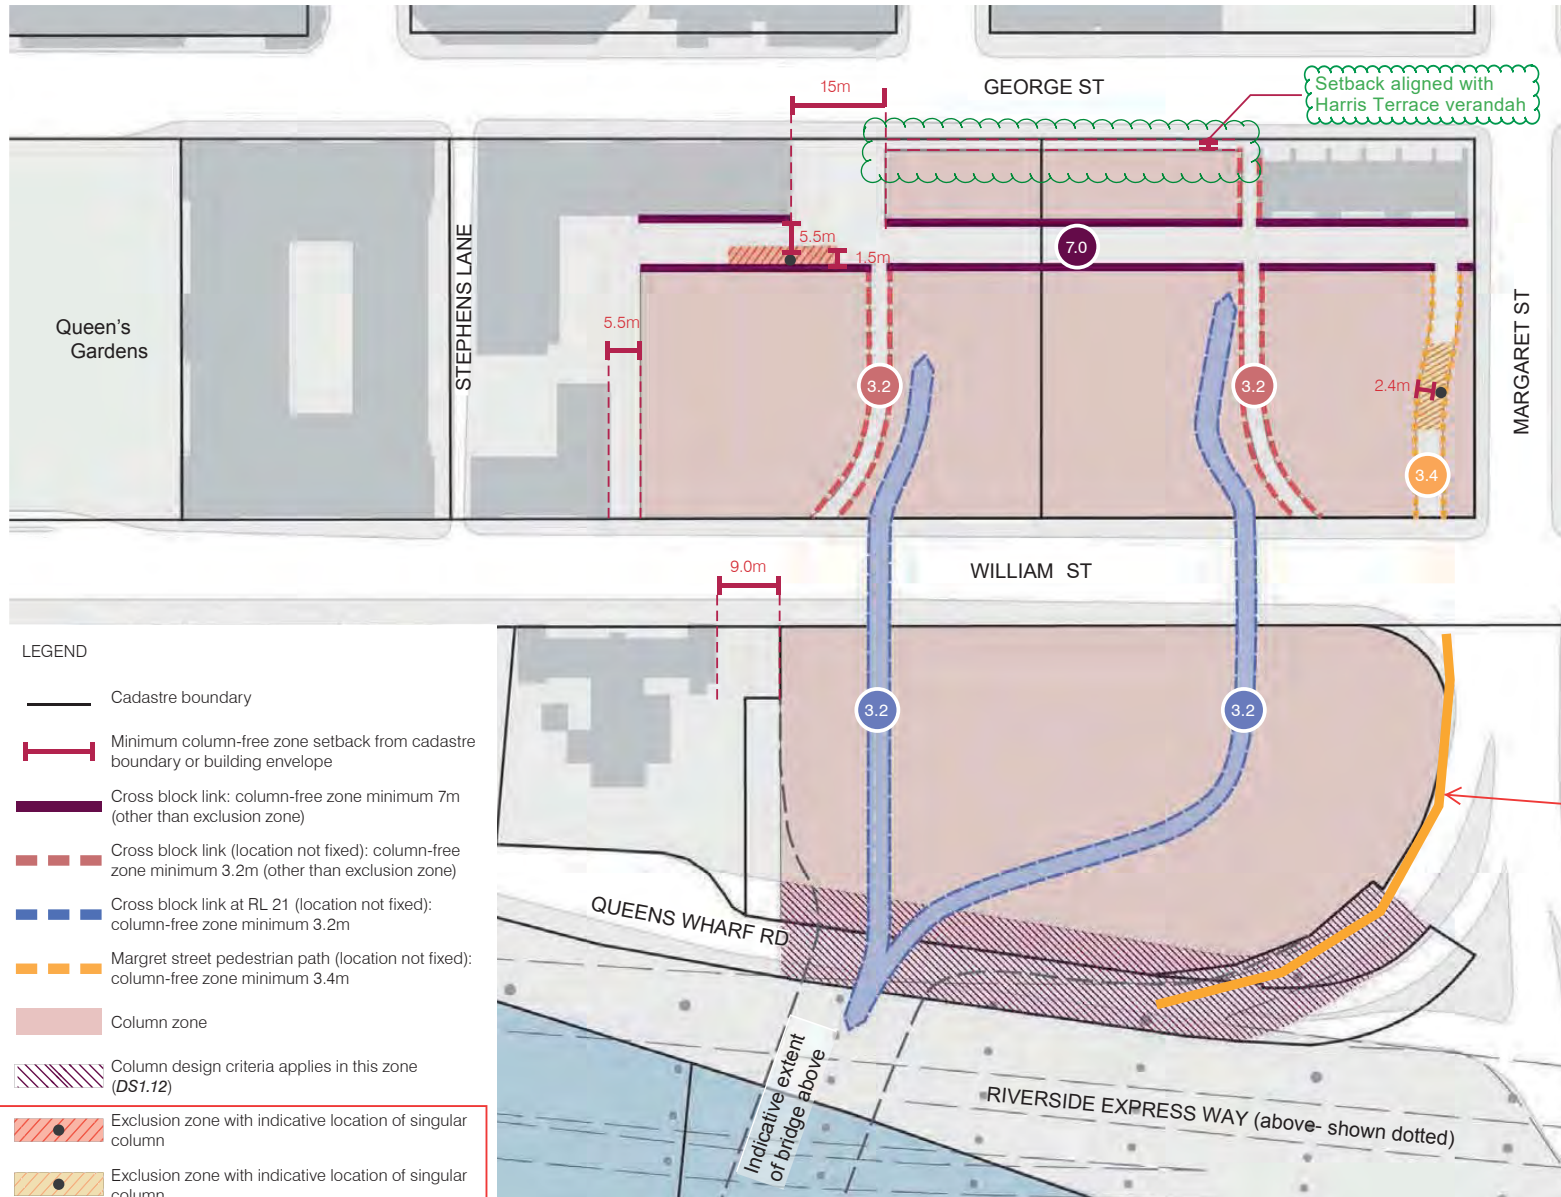 GEORGE ST
15m
Setback aligned with
Harris Terrace verandah
5.5m
1.5m
7.0
Queen's
Gardens
STEPHENS LANE
5.5m
3.2
3.2
2.4m
3.4
MARGARET ST
WILLIAM ST
9.0m
3.2
3.2
QUEENS WHARF RD
Indicative extent
of bridge above
RIVERSIDE EXPRESS WAY (above- shown dotted)
LEGEND
Cadastre boundary
Minimum column-free zone setback from cadastre
boundary or building envelope
Cross block link: column-free zone minimum 7m
(other than exclusion zone)
Cross block link (location not fixed): column-free
zone minimum 3.2m (other than exclusion zone)
Cross block link at RL 21 (location not fixed):
column-free zone minimum 3.2m
Margret street pedestrian path (location not fixed):
column-free zone minimum 3.4m
Column zone
Column design criteria applies in this zone
(DS1.12)
Exclusion zone with indicative location of singular
column
Exclusion zone with indicative location of singular
column